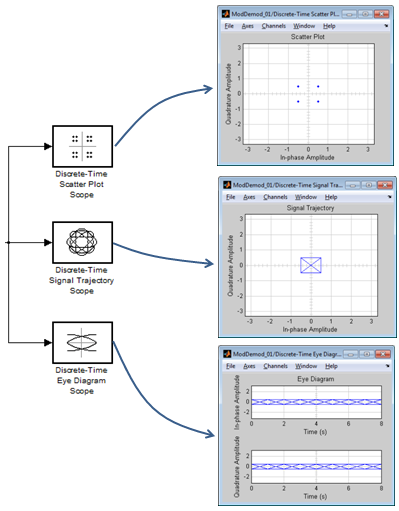 Discrete-Time
Scatter Plot
Scope
Discrete-Time
Signal Trajectory
Scope
Discrete-Time
Eye Diagram
Scope
ModDemod_01/Discrete-Time Scatter Pl...
File Axes Channels Window Help
Scatter Plot
Quadrature Amplitude
3
2
1
0
-1
-2
-3
-3 -2 -1 0 1 2 3
In-phase Amplitude
ModDemod_01/Discrete-Time Signal Tra...
File Axes Channels Window Help
Signal Trajectory
Quadrature Amplitude
3
2
1
0
-1
-2
-3
-3 -2 -1 0 1 2 3
In-phase Amplitude
ModDemod_01/Discrete-Time Eye Diagr...
File Axes Channels Window Help
Eye Diagram
In-phase Amplitude
2
0
-2
0 2 4 6 8
Time (s)
Quadrature Amplitude
2
0
-2
0 2 4 6 8
Time (s)